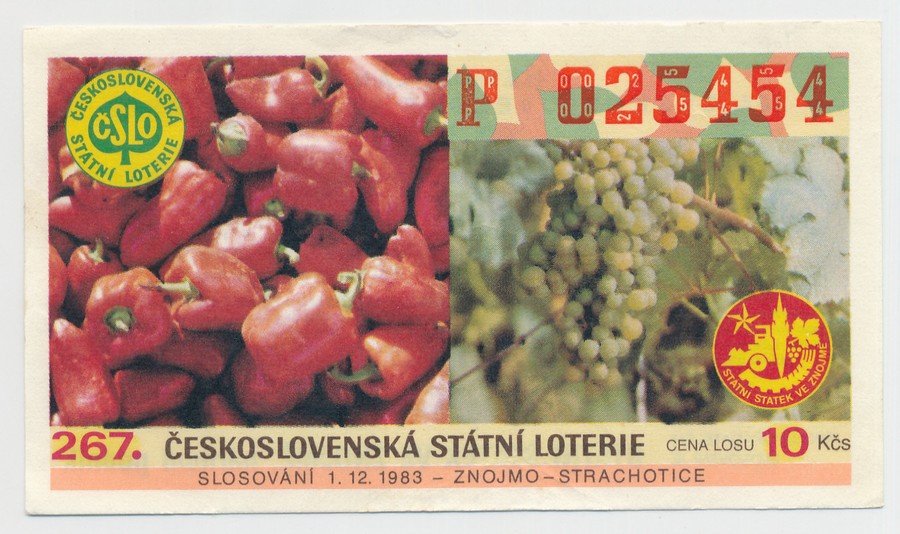 ČESKOSLOVENSKÁ
ČSLO
STÁTNÍ LOTERIE
P 025454
STÁTNÍ STATEK VE ZNOJMĚ
267. ČESKOSLOVENSKÁ STÁTNÍ LOTERIE CENA LOSU 10 Kčs
SLOSOVÁNÍ 1.12.1983 – ZNOJMO – STRACHOTICE